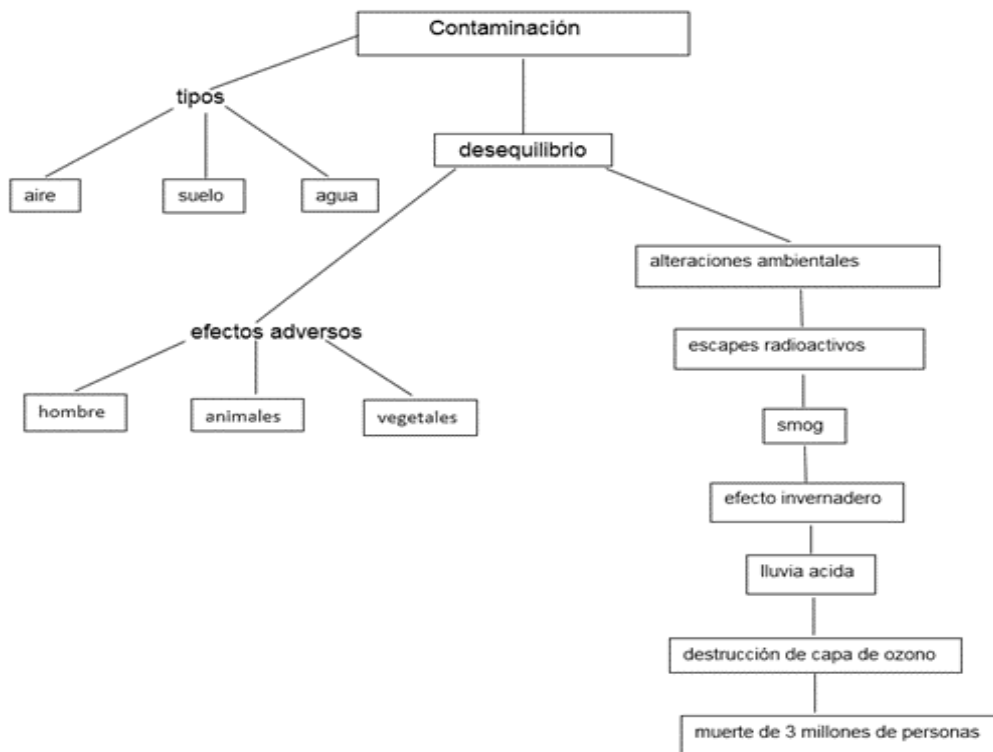 Contaminación
tipos
desequilibrio
aire
suelo
agua
alteraciones ambientales
efectos adversos
escapes radioactivos
hombre
animales
vegetales
smog
efecto invernadero
lluvia acida
destrucción de capa de ozono
muerte de 3 millones de personas